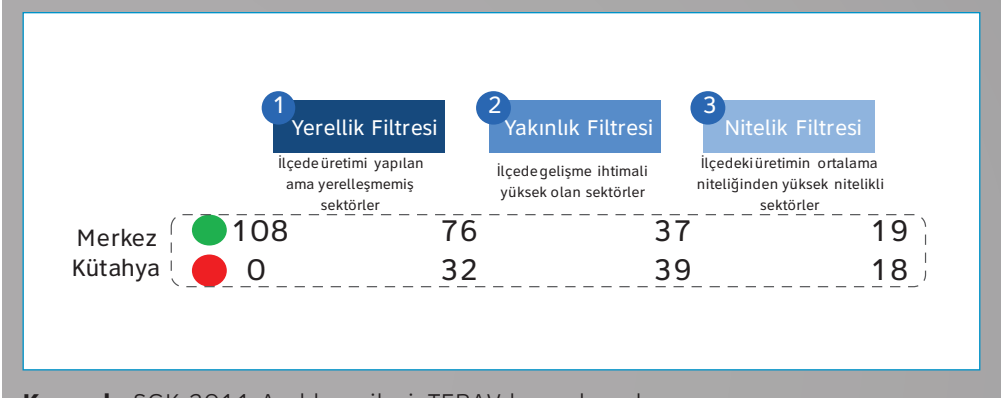 1
Yerellik Filtresi
İlçede üretimi yapılan
ama yerelleşmemiş
sektörler
2
Yakınlık Filtresi
İlçede gelişme ihtimali
yüksek olan sektörler
3
Nitelik Filtresi
İlçedeki üretimin ortalama
niteliğinden yüksek nitelikli
sektörler
Merkez 108 76 37 19
Kütahya 0 32 39 18